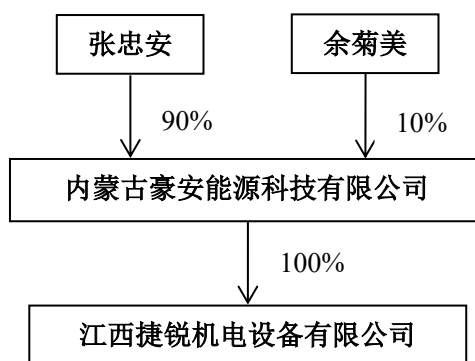 张忠安 余菊美
90% 10%
内蒙古豪安能源科技有限公司
100%
江西捷锐机电设备有限公司